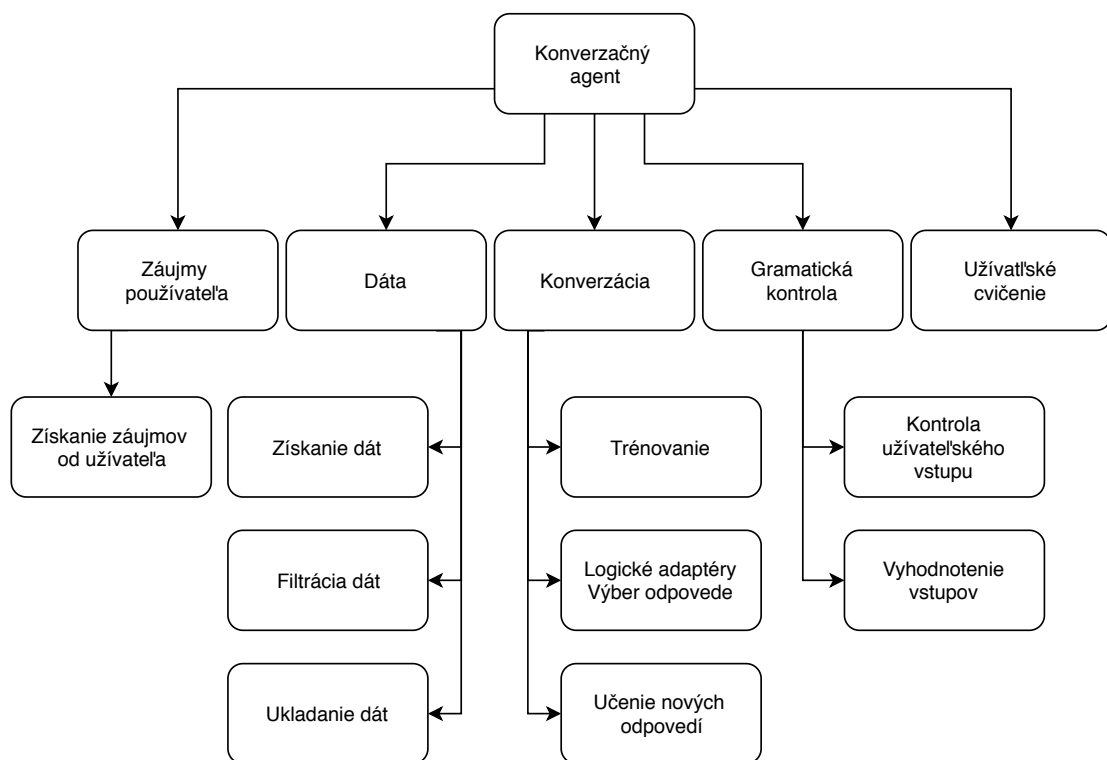 Konverzačný
agent
Záujmy
používateľa
Dáta
Konverzácia
Gramatická
kontrola
Užívatľské
cvičenie
Získanie záujmov
od užívateľa
Získanie dát
Trénovanie
Kontrola
užívateľského
vstupu
Filtrácia dát
Logické adaptéry
Výber odpovede
Vyhodnotenie
vstupov
Ukladanie dát
Učenie nových
odpovedí